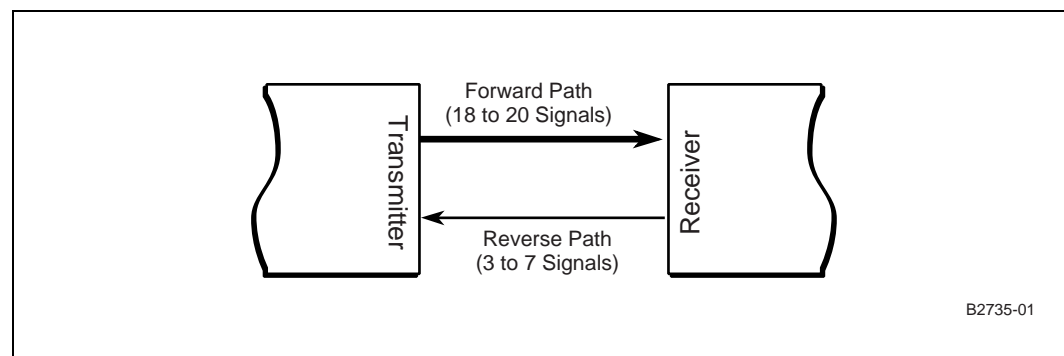 Forward Path
(18 to 20 Signals)
Transmitter
Receiver
Reverse Path
(3 to 7 Signals)
B2735-01